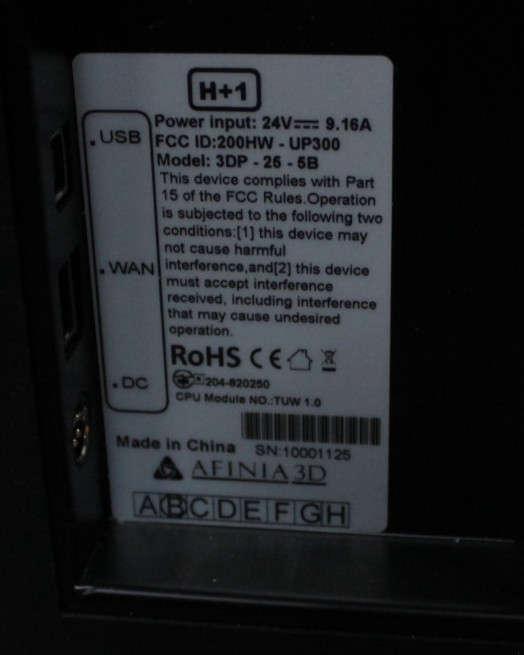 H+1
Power input: 24V⎓ 9.16A
.USB
FCC ID:200HW - UP300
Model: 3DP - 25 - 5B
This device complies with Part
15 of the FCC Rules.Operation
is subjected to the following two
conditions:[1] this device may
not cause harmful
.WAN
interference,and[2] this device
must accept interference
received, including interference
that may cause undesired
operation.
RoHS CE
.DC
204-820250
CPU Module NO.:TUW 1.0
Made in China
SN:10001125
AFINIA 3D
A B C D E F G H